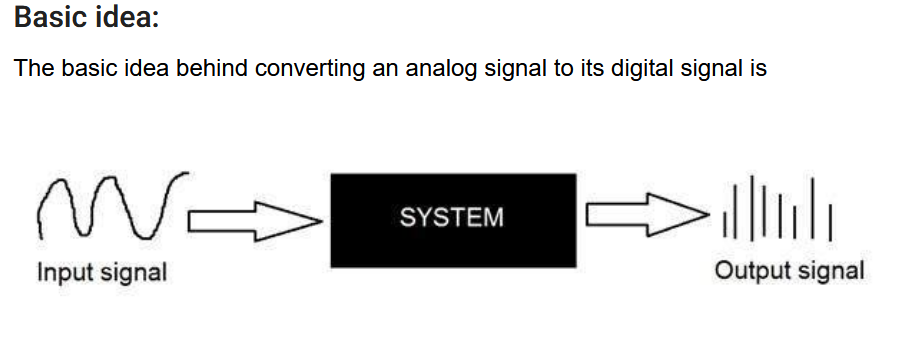 Basic idea:
The basic idea behind converting an analog signal to its digital signal is
SYSTEM
Input signal
Output signal